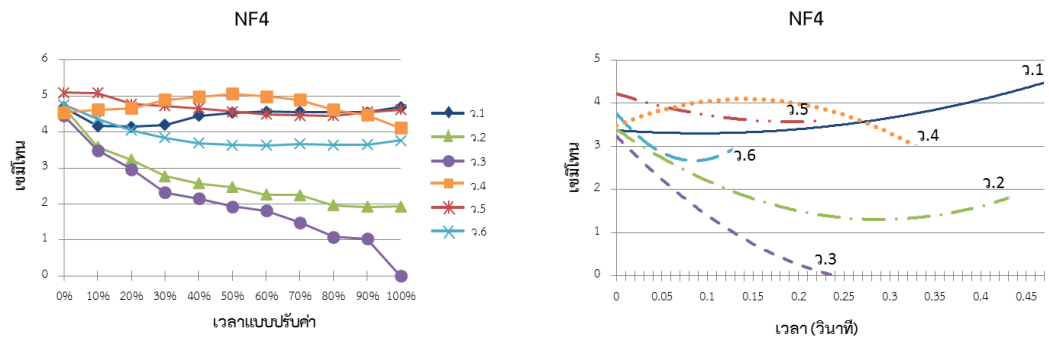 NF4
6
5
4
3
2
1
0
เซมิโทน
0% 10% 20% 30% 40% 50% 60% 70% 80% 90% 100%
เวลาแบบปรับค่า
ว.1
ว.2
ว.3
ว.4
ว.5
ว.6
NF4
5
4
3
2
1
0
เซมิโทน
ว.1
ว.5
ว.4
ว.6
ว.2
ว.3
0 0.05 0.1 0.15 0.2 0.25 0.3 0.35 0.4 0.45
เวลา (วินาที)